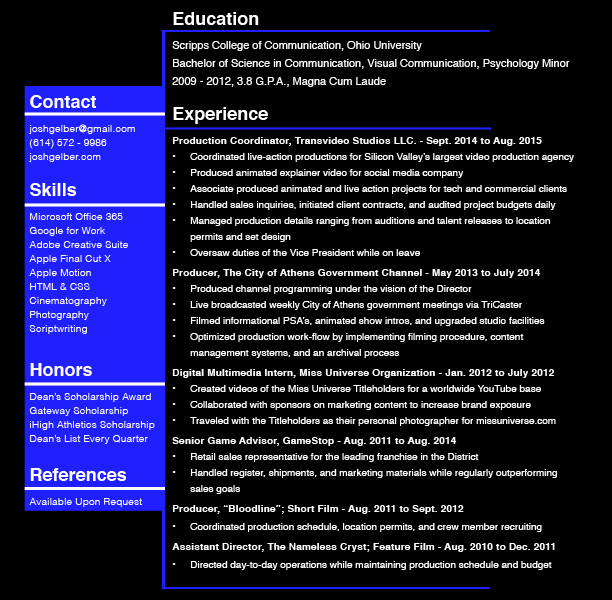 Education
Scripps College of Communication, Ohio University
Bachelor of Science in Communication, Visual Communication, Psychology Minor
2009 - 2012, 3.8 G.P.A., Magna Cum Laude
Contact
joshgelber@gmail.com
(614) 572 - 9986
joshgelber.com
Skills
Microsoft Office 365
Google for Work
Adobe Creative Suite
Apple Final Cut X
Apple Motion
HTML & CSS
Cinematography
Photography
Scriptwriting
Honors
Dean's Scholarship Award
Gateway Scholarship
iHigh Athletics Scholarship
Dean's List Every Quarter
References
Available Upon Request
Experience
Production Coordinator, Transvideo Studios LLC. - Sept. 2014 to Aug. 2015
• Coordinated live-action productions for Silicon Valley's largest video production agency
• Produced animated explainer video for social media company
• Associate produced animated and live action projects for tech and commercial clients
• Handled sales inquiries, initiated client contracts, and audited project budgets daily
• Managed production details ranging from auditions and talent releases to location
permits and set design
• Oversaw duties of the Vice President while on leave
Producer, The City of Athens Government Channel - May 2013 to July 2014
• Produced channel programming under the vision of the Director
• Live broadcasted weekly City of Athens government meetings via TriCaster
• Filmed informational PSA's, animated show intros, and upgraded studio facilities
• Optimized production work-flow by implementing filming procedure, content
management systems, and an archival process
Digital Multimedia Intern, Miss Universe Organization - Jan. 2012 to July 2012
• Created videos of the Miss Universe Titleholders for a worldwide YouTube base
• Collaborated with sponsors on marketing content to increase brand exposure
• Traveled with the Titleholders as their personal photographer for missuniverse.com
Senior Game Advisor, GameStop - Aug. 2011 to Aug. 2014
• Retail sales representative for the leading franchise in the District
• Handled register, shipments, and marketing materials while regularly outperforming
sales goals
Producer, “Bloodline”; Short Film - Aug. 2011 to Sept. 2012
• Coordinated production schedule, location permits, and crew member recruiting
Assistant Director, The Nameless Cryst; Feature Film - Aug. 2010 to Dec. 2011
• Directed day-to-day operations while maintaining production schedule and budget